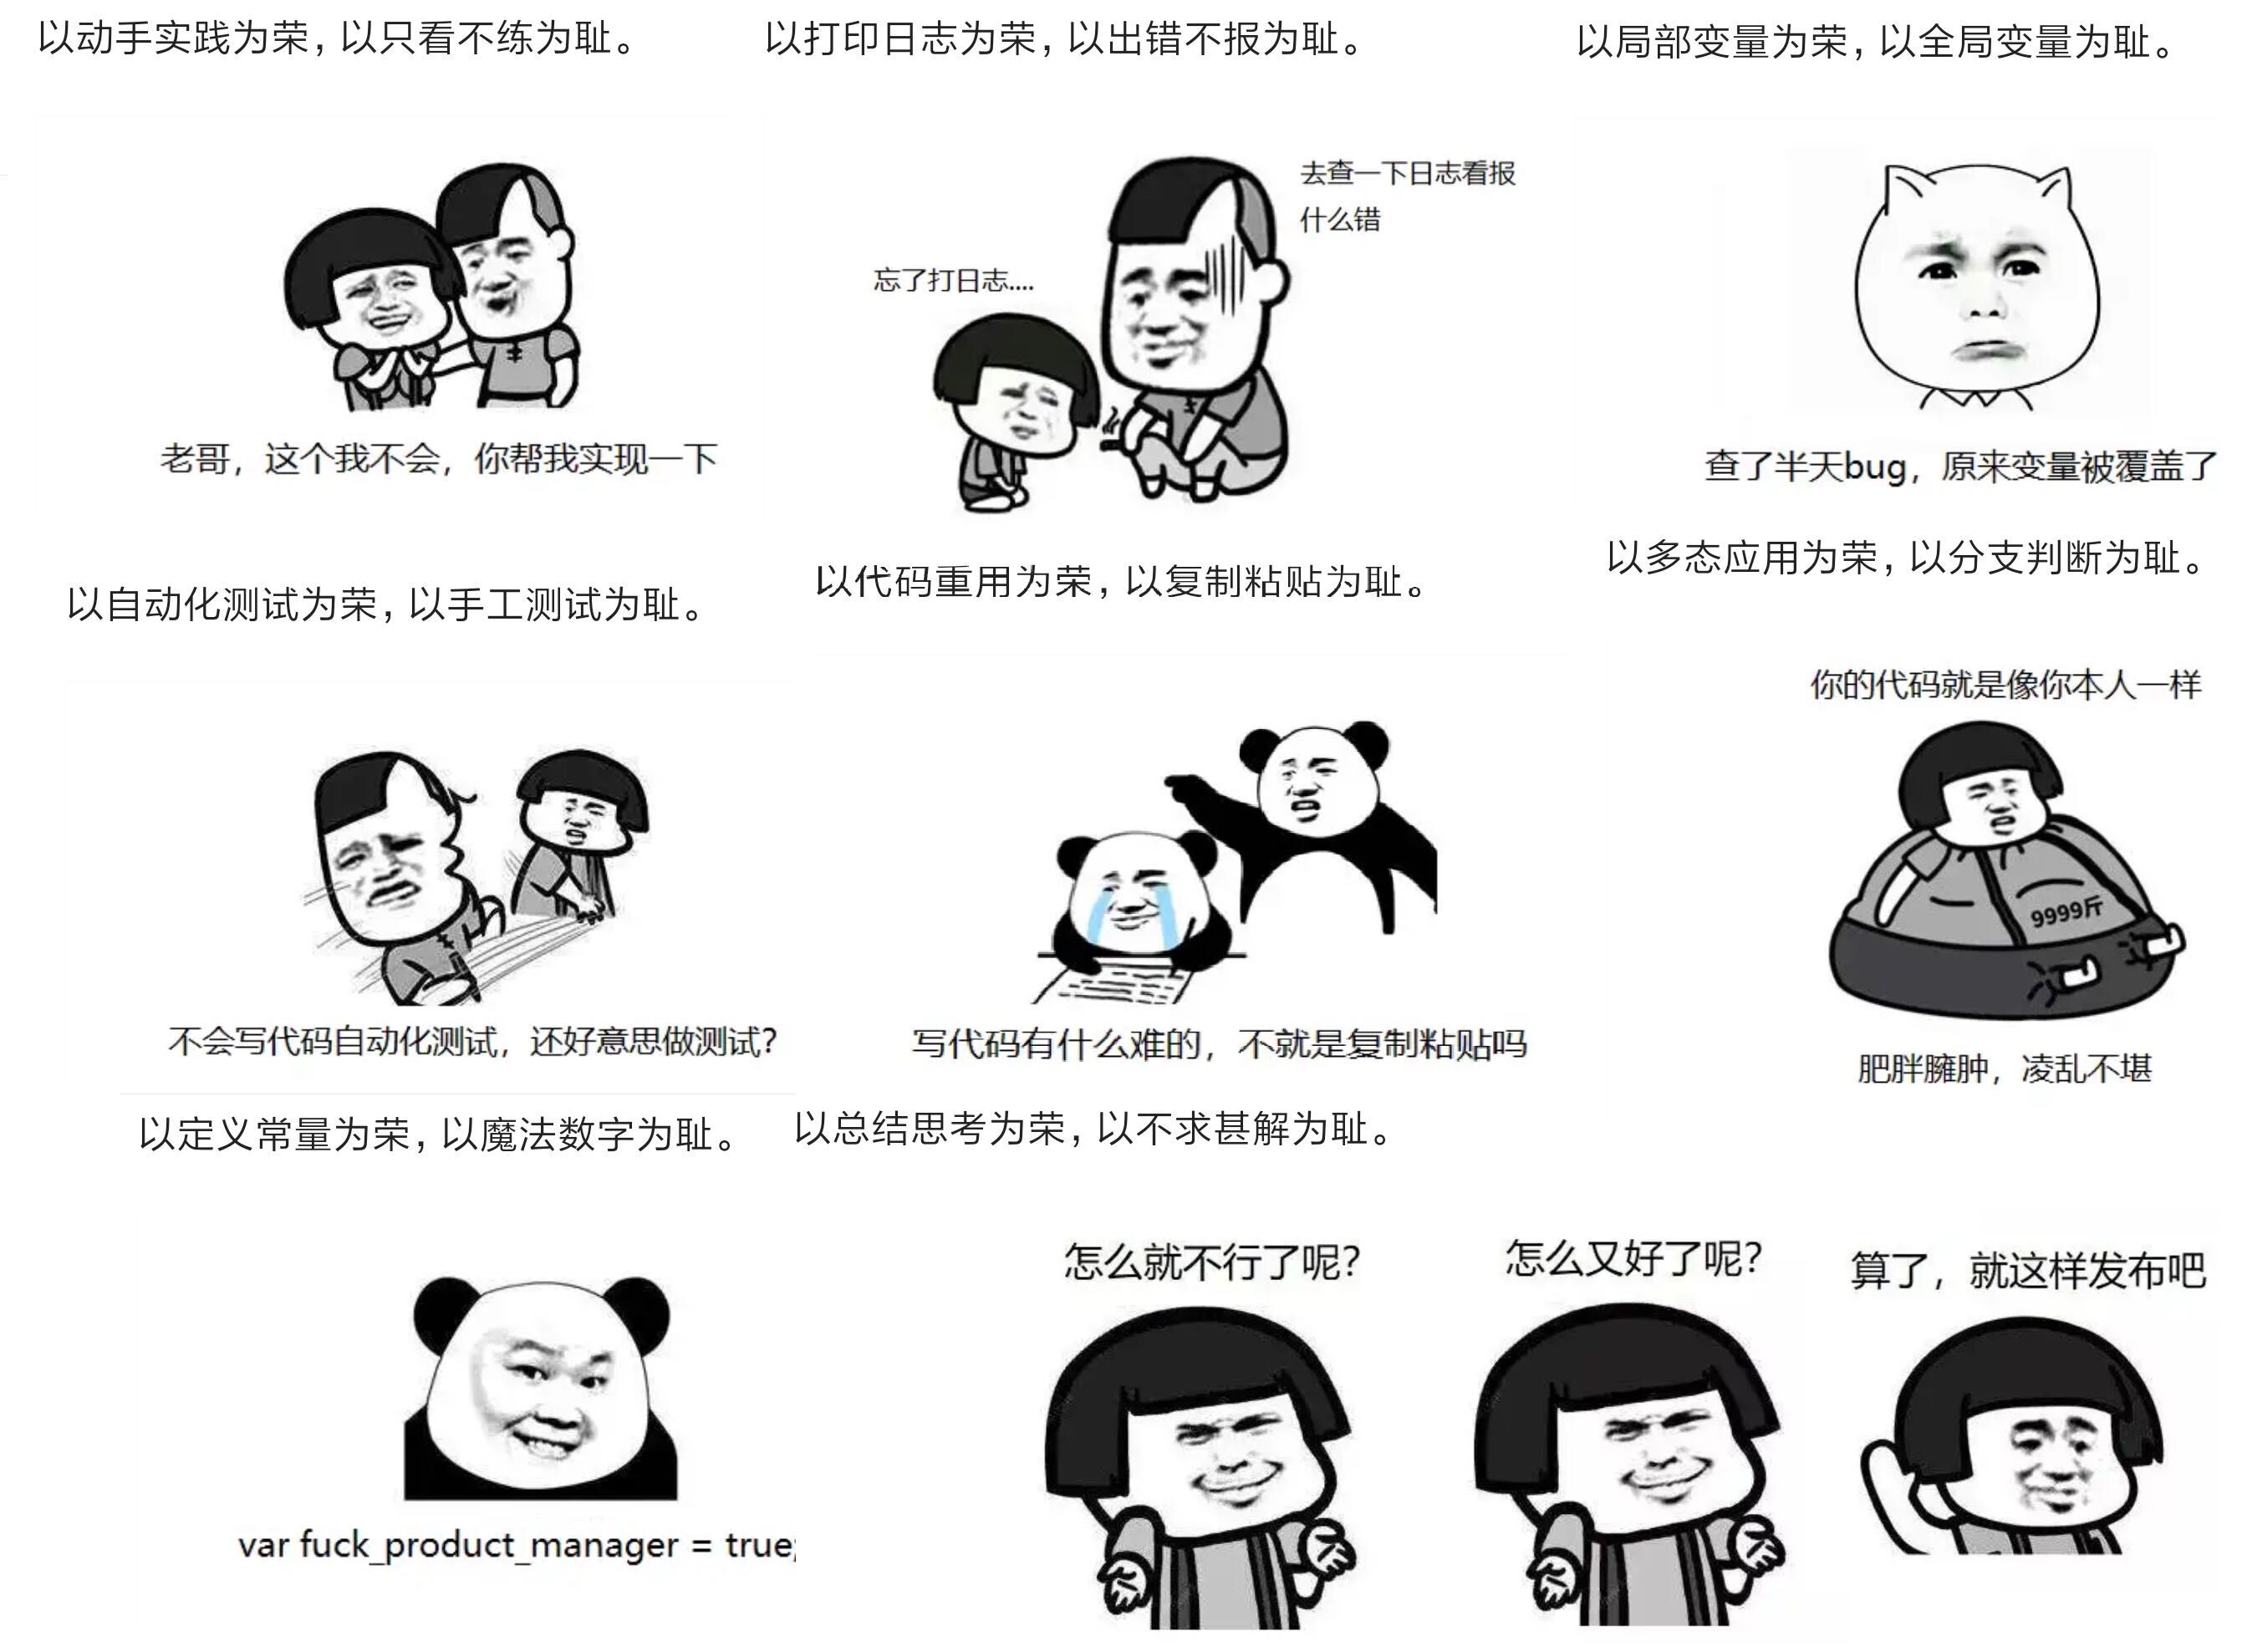 以动手实践为荣，以只看不练为耻。
老哥，这个我不会，你帮我实现一下
以打印日志为荣，以出错不报为耻。
去查一下日志看报
什么错
忘了打日志....
以局部变量为荣，以全局变量为耻。
查了半天bug，原来变量被覆盖了
以自动化测试为荣，以手工测试为耻。
不会写代码自动化测试，还好意思做测试？
以代码重用为荣，以复制粘贴为耻。
写代码有什么难的，不就是复制粘贴吗
以多态应用为荣，以分支判断为耻。
你的代码就是像你本人一样
9999斤
肥胖臃肿，凌乱不堪
以定义常量为荣，以魔法数字为耻。
var fuck_product_manager = true;
以总结思考为荣，以不求甚解为耻。
怎么就不行了呢？
怎么又好了呢？
算了，就这样发布吧